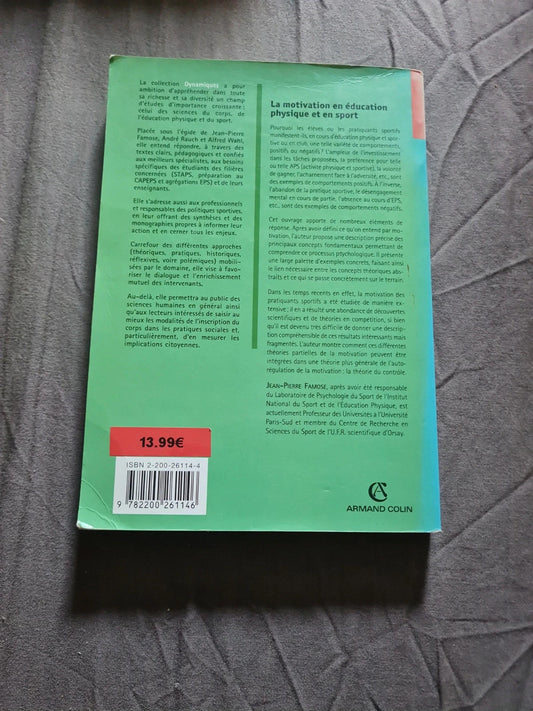 La collection Dynamiques a pour
ambition d'appréhender dans toute
sa richesse et sa diversité un champ
d'études d'importance croissante :
celui des sciences du corps, de
l'éducation physique et du sport.
Placée sous l'égide de Jean-Pierre
Famose, André Rauch et Alfred Wahl,
elle entend répondre, à travers des
textes clairs, pédagogiques et confiés
aux meilleurs spécialistes, aux besoins
spécifiques des étudiants des filières
concernées (STAPS, préparation au
CAPEPS et agrégations EPS) et de leurs
enseignants.
Elle s'adresse aussi aux professionnels et
responsables des politiques sportives,
en leur offrant des synthèses et des
monographies propres à informer leur
action et en cerner tous les enjeux.
Carrefour des différentes approches
(théoriques, pratiques, historiques,
réflexives, voire polémiques) mobili-
sées par le domaine, elle vise à favo-
riser le dialogue et l'enrichissement
mutuel des intervenants.
Au-delà, elle permettra au public des
sciences humaines en général ainsi
qu'aux lecteurs intéressés de saisir au
mieux les modalités de l'inscription du
corps dans les pratiques sociales et,
particulièrement, d'en mesurer les
implications citoyennes.
13.99€
ISBN 2-200-26114-4
9 782200 261146
La motivation en éducation
physique et en sport
Pourquoi les élèves ou les pratiquants sportifs
manifestent-ils, en cours d'éducation physique et spor-
tive ou en club, une telle variété de comportements,
positifs ou négatifs ? L'ampleur de l'investissement
dans les tâches proposées, la préférence pour telle
ou telle APS (activité physique et sportive), la volonté
de gagner, l'acharnement face à l'adversité, etc., sont
des exemples de comportements positifs. À l'inverse,
l'abandon de la pratique sportive, le désengagement
mental en cours de partie, l'absence au cours d'EPS,
etc., sont des exemples de comportements négatifs.
Cet ouvrage apporte de nombreux éléments de
réponse. Après avoir défini ce qu'on entend par mo-
tivation, l'auteur propose une description précise des
principaux concepts fondamentaux permettant de
comprendre ce processus psychologique. Il présente
une large palette d'exemples concrets, faisant ainsi
le lien nécessaire entre les concepts théoriques abs-
traits et ce qui se passe concrètement sur le terrain.
Dans les temps récents en effet, la motivation des
pratiquants sportifs a été étudiée de manière ex-
tensive ; il en a résulté une abondance de découvertes
scientifiques et de théories en compétition, si bien
qu'il est devenu très difficile de donner une descrip-
tion compréhensible de ces résultats intéressants mais
fragmentaires. L'auteur montre comment ces différentes
théories partielles de la motivation peuvent être
intégrées dans une théorie plus générale de l'auto-
régulation de la motivation : la théorie du contrôle.
JEAN-PIERRE FAMOSE, après avoir été responsable
du Laboratoire de Psychologie du Sport de l'Institut
National du Sport et de l'Éducation Physique, est
actuellement Professeur des Universités à l'Université
Paris-Sud et membre du Centre de Recherche en
Sciences du Sport de l'U.F.R. scientifique d'Orsay.
ARMAND COLIN